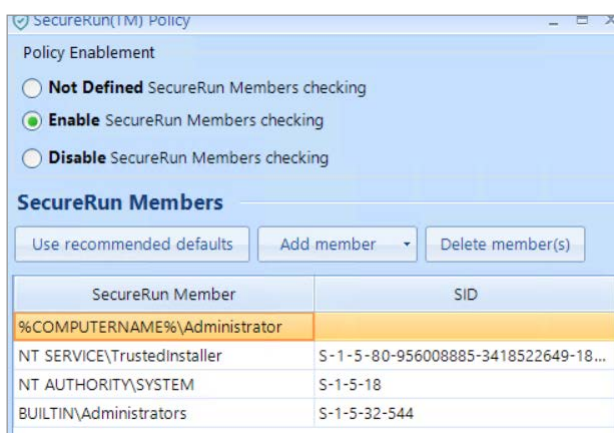 SecureRun(TM) Policy
Policy Enablement
Not Defined SecureRun Members checking
Enable SecureRun Members checking
Disable SecureRun Members checking
SecureRun Members
Use recommended defaults Add member Delete member(s)
SecureRun Member SID
%COMPUTERNAME%\Administrator
NT SERVICE\TrustedInstaller S-1-5-80-956008885-3418522649-18...
NT AUTHORITY\SYSTEM S-1-5-18
BUILTIN\Administrators S-1-5-32-544